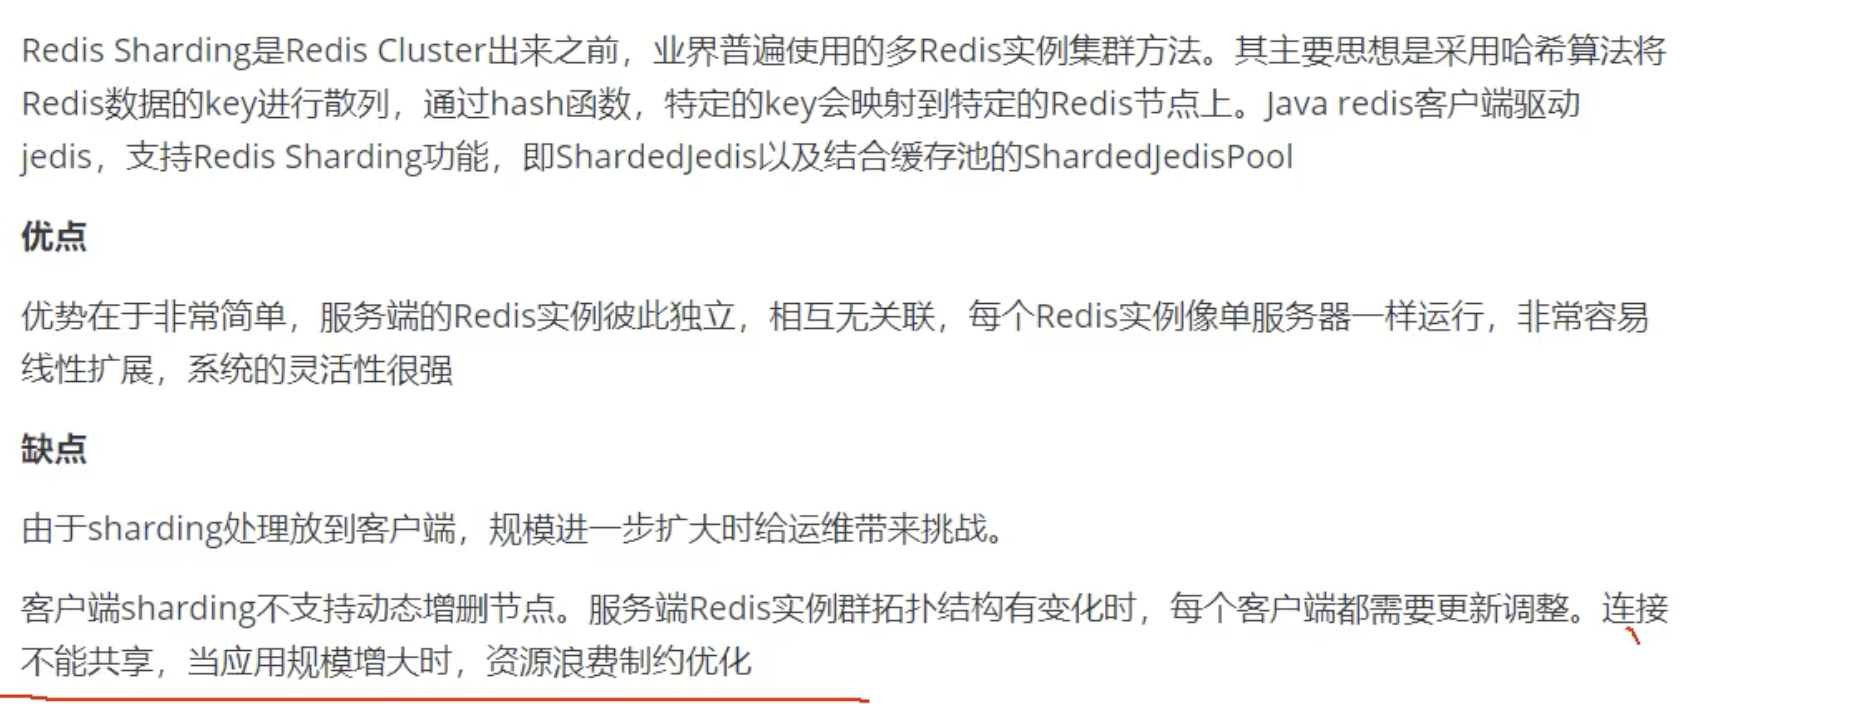 Redis Sharding是Redis Cluster出来之前，业界普遍使用的多Redis实例集群方法。其主要思想是采用哈希算法将
Redis数据的key进行散列，通过hash函数，特定的key会映射到特定的Redis节点上。Java redis客户端驱动
jedis，支持Redis Sharding功能，即ShardedJedis以及结合缓存池的ShardedJedisPool
优点
优势在于非常简单，服务端的Redis实例彼此独立，相互无关联，每个Redis实例像单服务器一样运行，非常容易
线性扩展，系统的灵活性很强
缺点
由于sharding处理放到客户端，规模进一步扩大时给运维带来挑战。
客户端sharding不支持动态增删节点。服务端Redis实例群拓扑结构有变化时，每个客户端都需要更新调整。连接
不能共享，当应用规模增大时，资源浪费制约优化